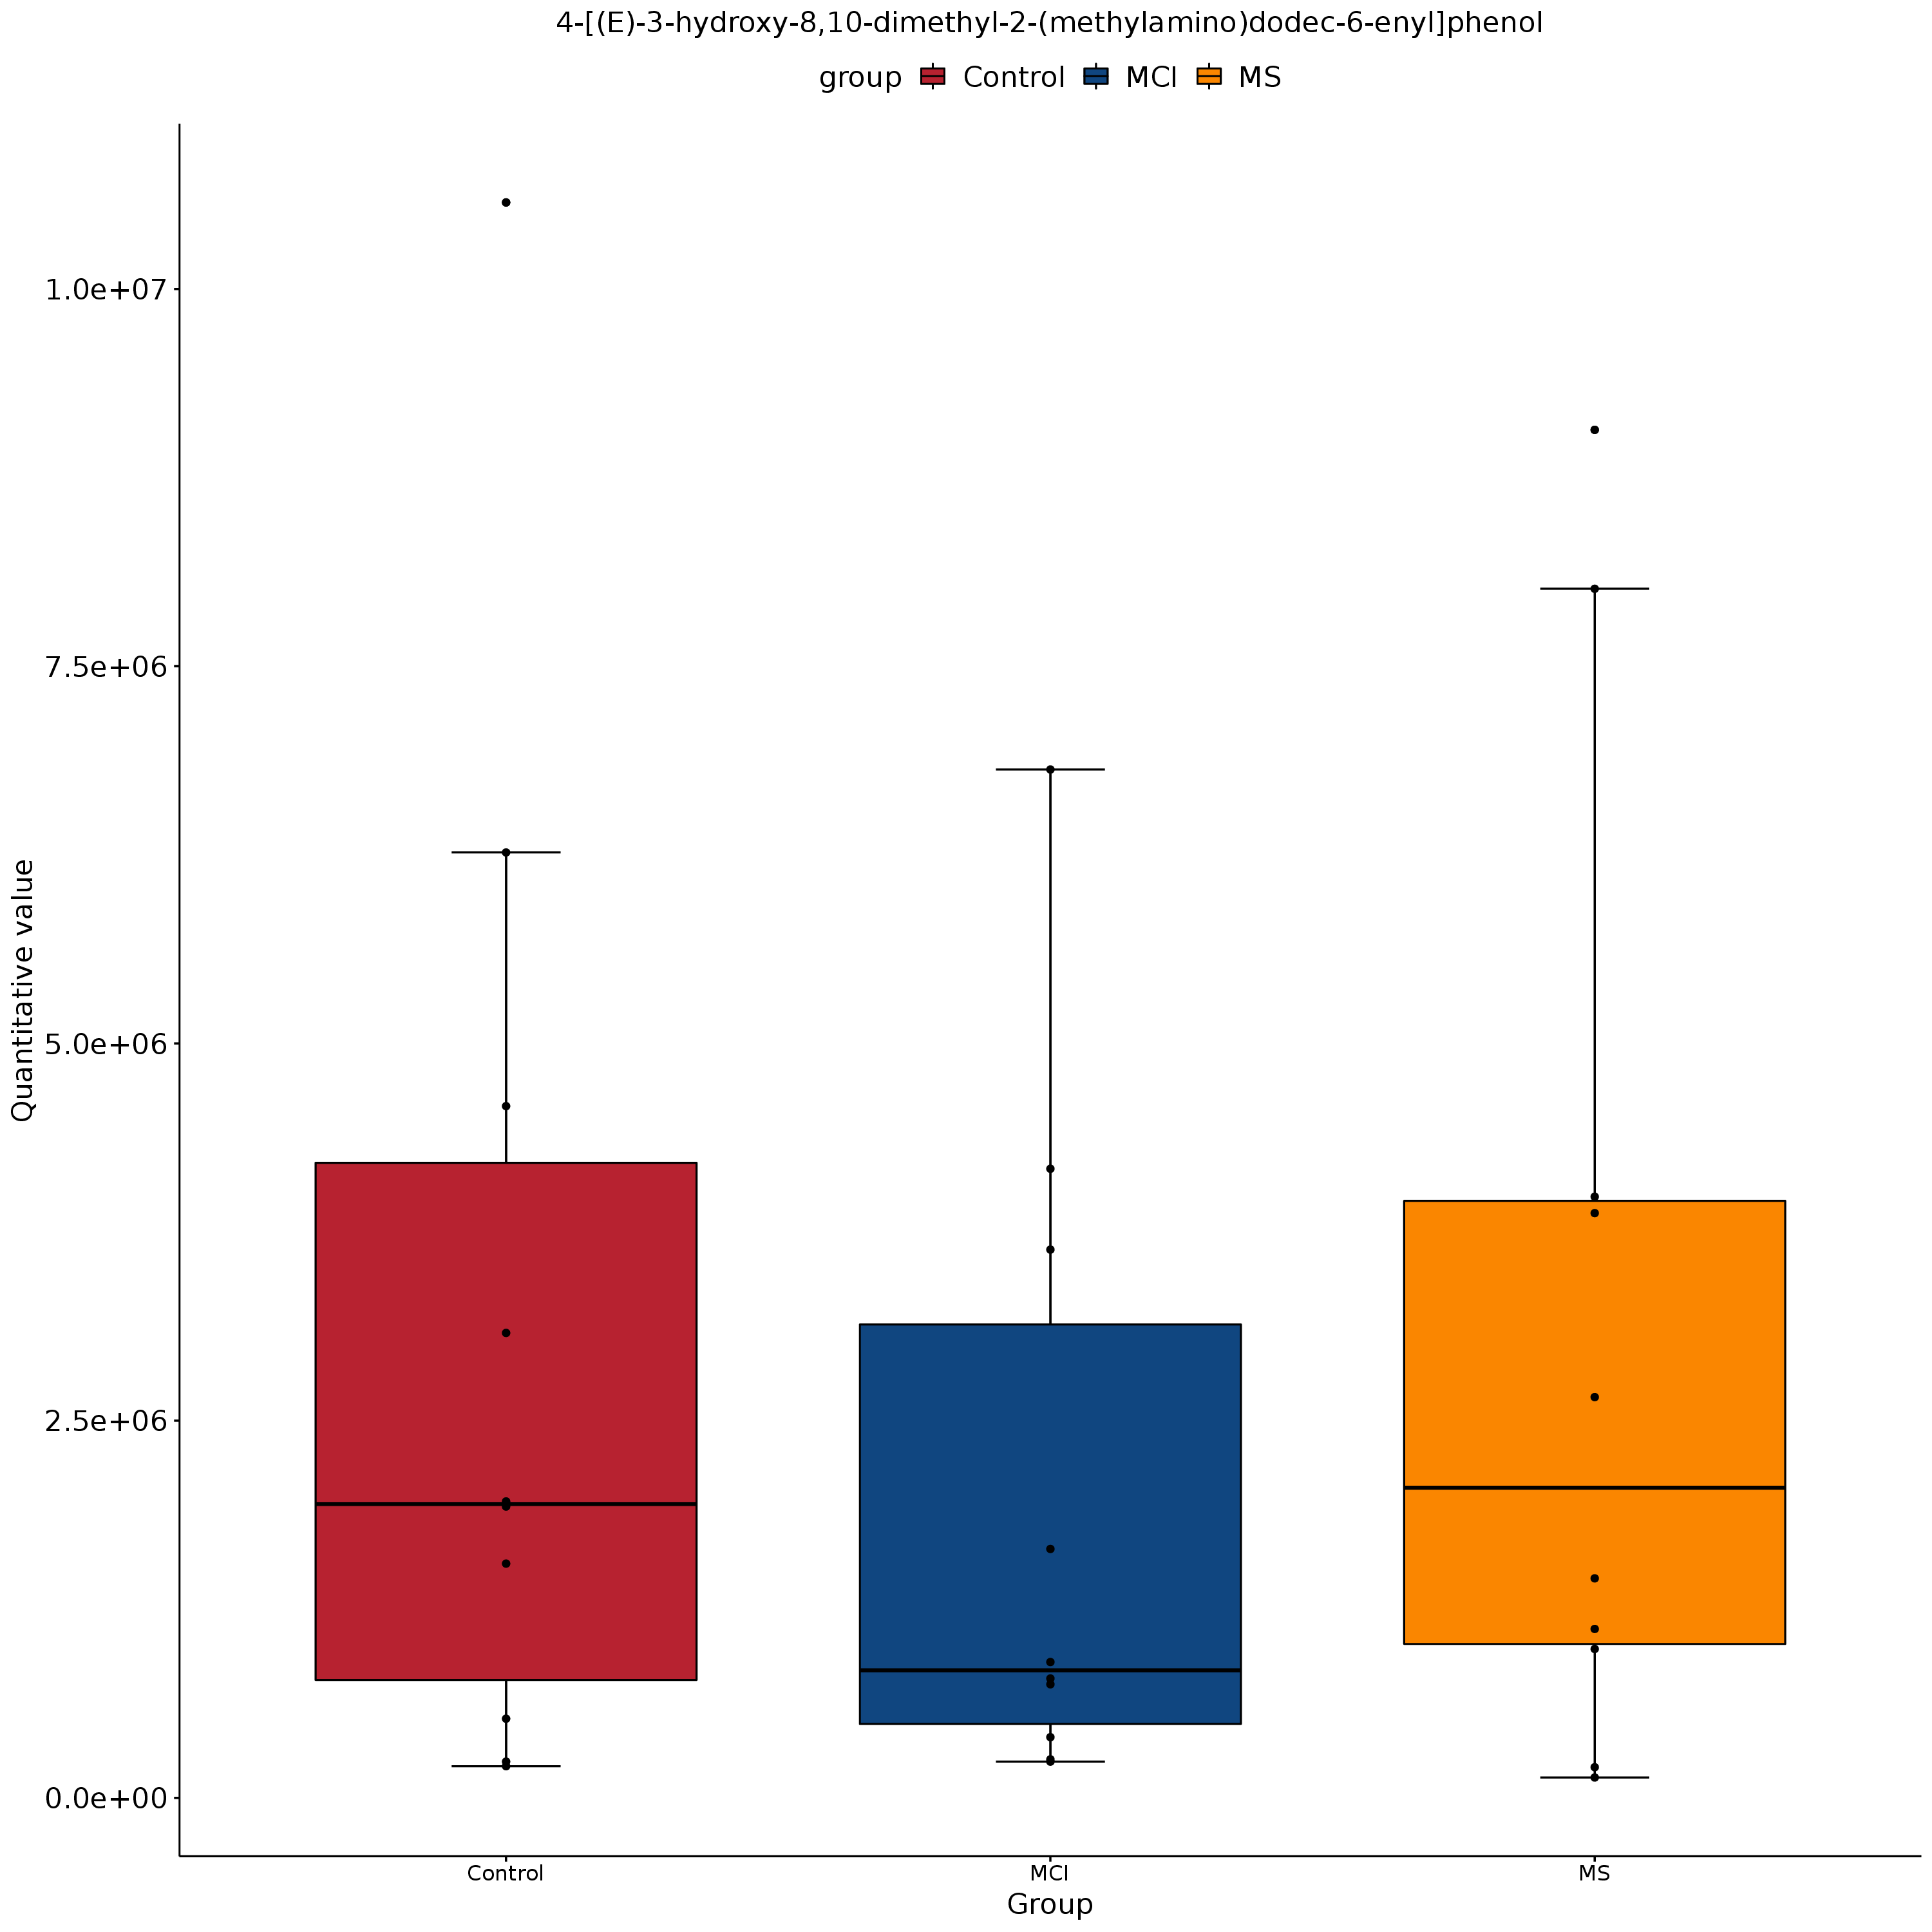 4-[(E)-3-hydroxy-8,10-dimethyl-2-(methylamino)dodec-6-enyl]phenol
group Control MCI MS
Quantitative value
1.0e+07
7.5e+06
5.0e+06
2.5e+06
0.0e+00
Control MCI MS
Group